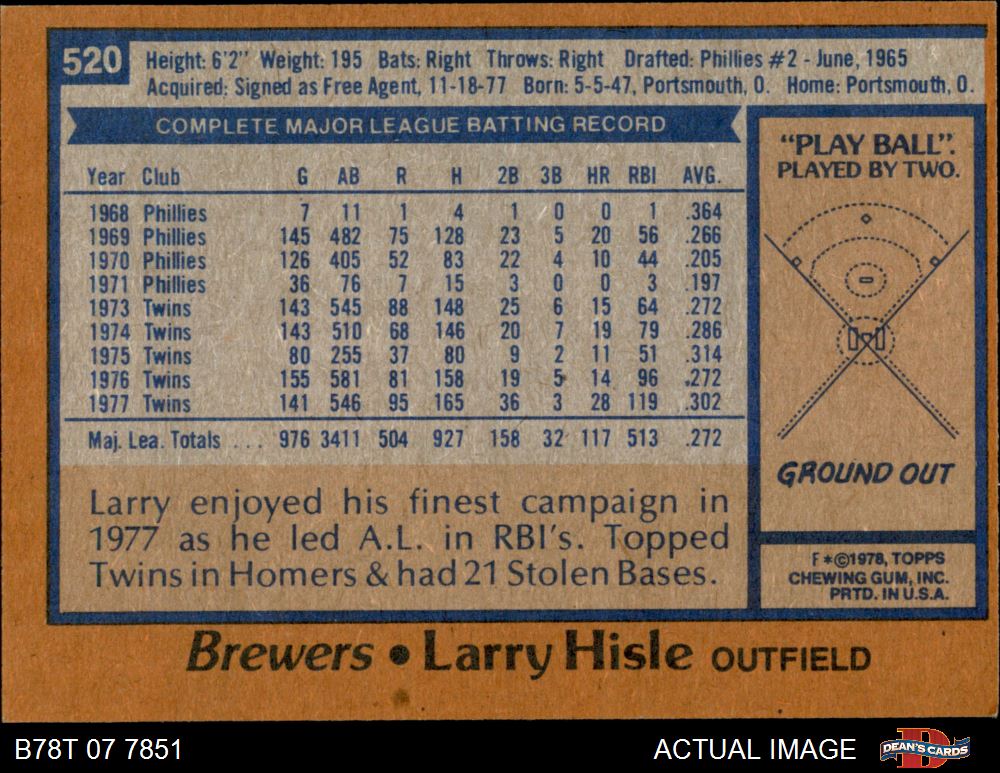 520
Height: 6'2" Weight: 195 Bats: Right Throws: Right Drafted: Phillies #2 - June, 1965
Acquired: Signed as Free Agent, 11-18-77 Born: 5-5-47, Portsmouth, O. Home: Portsmouth, O.
COMPLETE MAJOR LEAGUE BATTING RECORD
Year Club G AB R H 2B 3B HR RBI AVG.
1968 Phillies 7 11 1 4 1 0 0 1 .364
1969 Phillies 145 482 75 128 23 5 20 56 .266
1970 Phillies 126 405 52 83 22 4 10 44 .205
1971 Phillies 36 76 7 15 3 0 0 3 .197
1973 Twins 143 545 88 148 25 6 15 64 .272
1974 Twins 143 510 68 146 20 7 19 79 .286
1975 Twins 80 255 37 80 9 2 11 51 .314
1976 Twins 155 581 81 158 19 5 14 96 .272
1977 Twins 141 546 95 165 36 3 28 119 .302
Maj. Lea. Totals ... 976 3411 504 927 158 32 117 513 .272
Larry enjoyed his finest campaign in
1977 as he led A.L. in RBI's. Topped
Twins in Homers & had 21 Stolen Bases.
"PLAY BALL".
PLAYED BY TWO.
GROUND OUT
F*©1978, TOPPS
CHEWING GUM, INC.
PRTD. IN U.S.A.
Brewers • Larry Hisle OUTFIELD
B78T 07 7851
ACTUAL IMAGE
DEAN'S CARDS